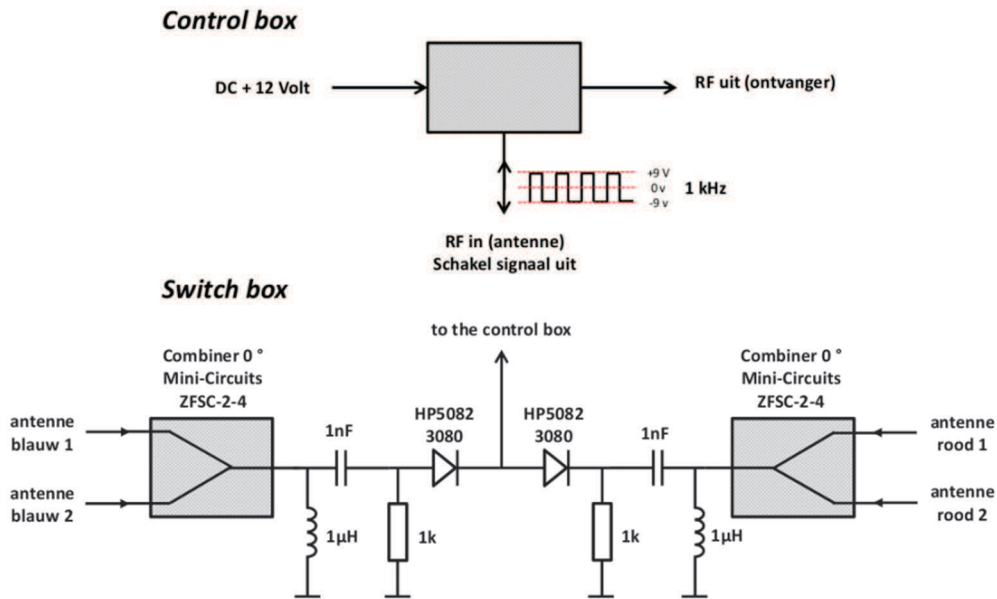 Control box
DC + 12 Volt
RF uit (ontvanger)
+9 V
0 v
-9 v
1 kHz
RF in (antenne)
Schakel signaal uit
Switch box
to the control box
Combiner 0 °
Mini-Circuits
ZFSC-2-4
Combiner 0 °
Mini-Circuits
ZFSC-2-4
antenne
blauw 1
antenne
blauw 2
1nF
HP5082
3080
HP5082
3080
1nF
antenne
rood 1
antenne
rood 2
1µH
1k
1k
1µH